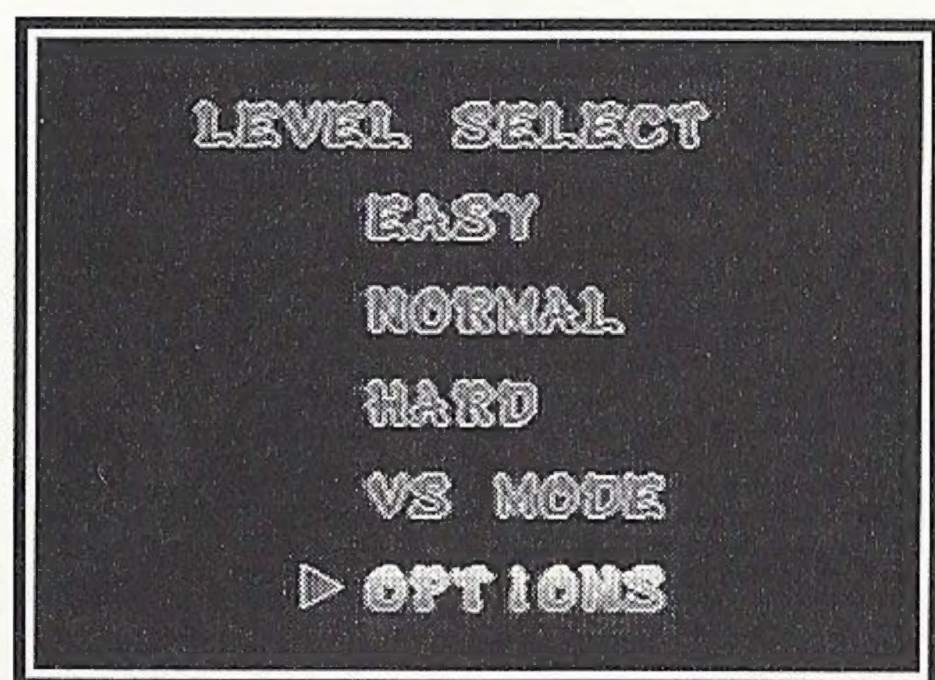 LEVEL SELECT
EASY
NORMAL
HARD
VS MODE
OPTIONS